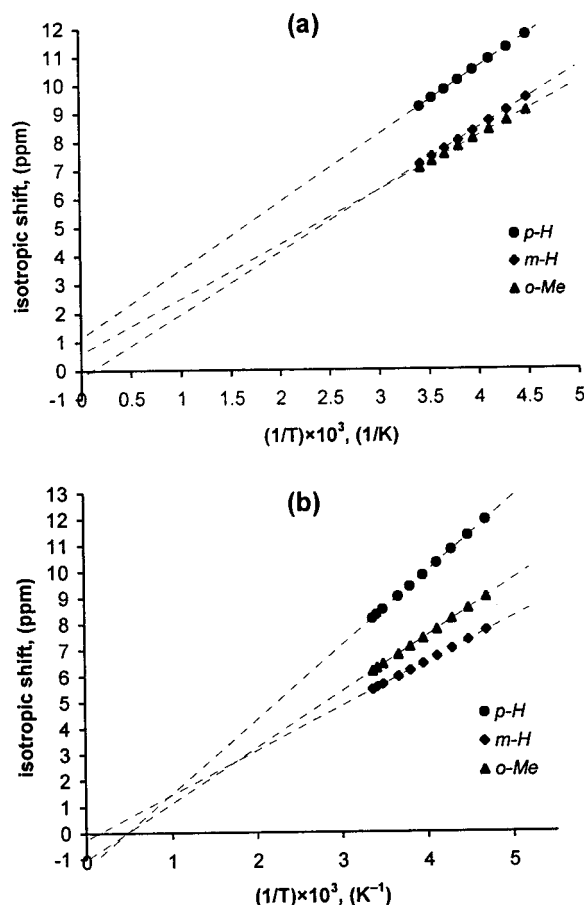 (a)
isotropic shift, (ppm)
12
11
10
9
8
7
6
5
4
3
2
1
0
-1
p-H
m-H
o-Me
0 0.5 1 1.5 2 2.5 3 3.5 4 4.5 5
(1/T)×10³, (1/K)
(b)
isotropic shift (ppm)
13
12
11
10
9
8
7
6
5
4
3
2
1
0
-1
p-H
m-H
o-Me
0 1 2 3 4 5
(1/T)×10³, (K⁻¹)